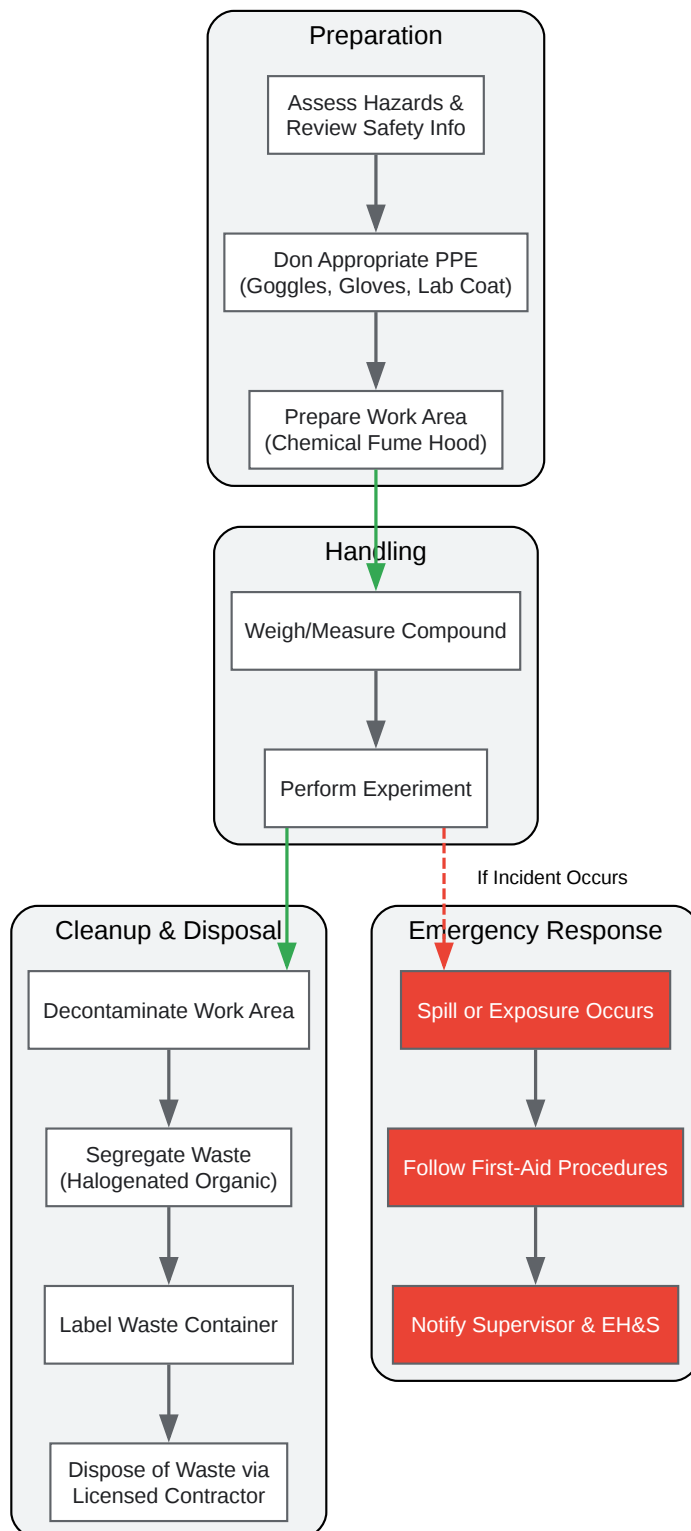 Preparation
Assess Hazards &
Review Safety Info
Don Appropriate PPE
(Goggles, Gloves, Lab Coat)
Prepare Work Area
(Chemical Fume Hood)
Handling
Weigh/Measure Compound
Perform Experiment
If Incident Occurs
Cleanup & Disposal
Decontaminate Work Area
Segregate Waste
(Halogenated Organic)
Label Waste Container
Dispose of Waste via
Licensed Contractor
Emergency Response
Spill or Exposure Occurs
Follow First-Aid Procedures
Notify Supervisor & EH&S